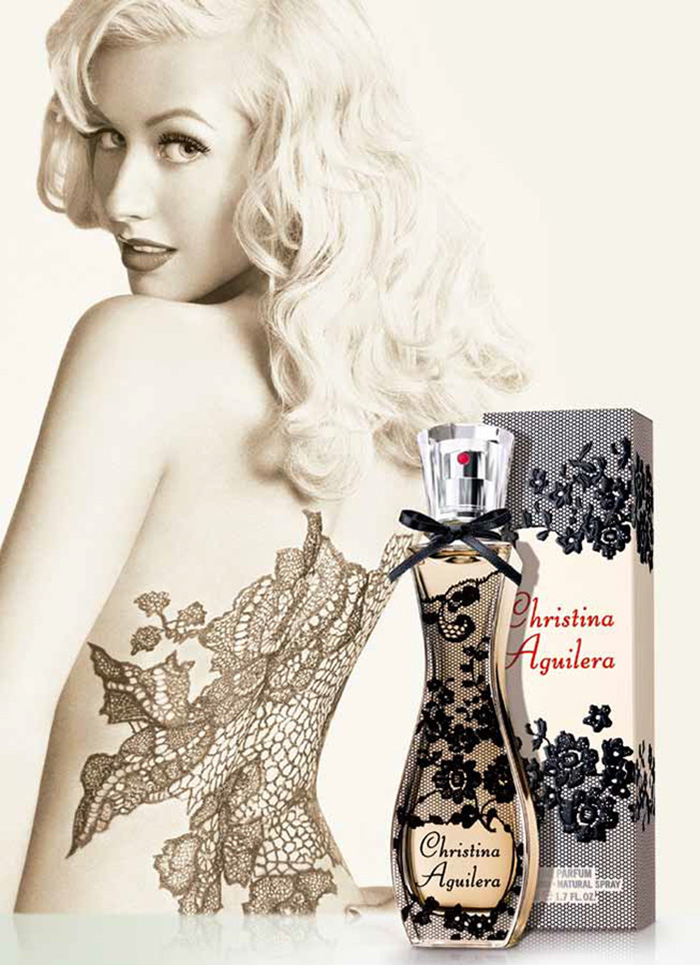 Christina
Aguilera
Christina
Aguilera
PARFUM
NATURAL SPRAY
1.7 FL. OZ.